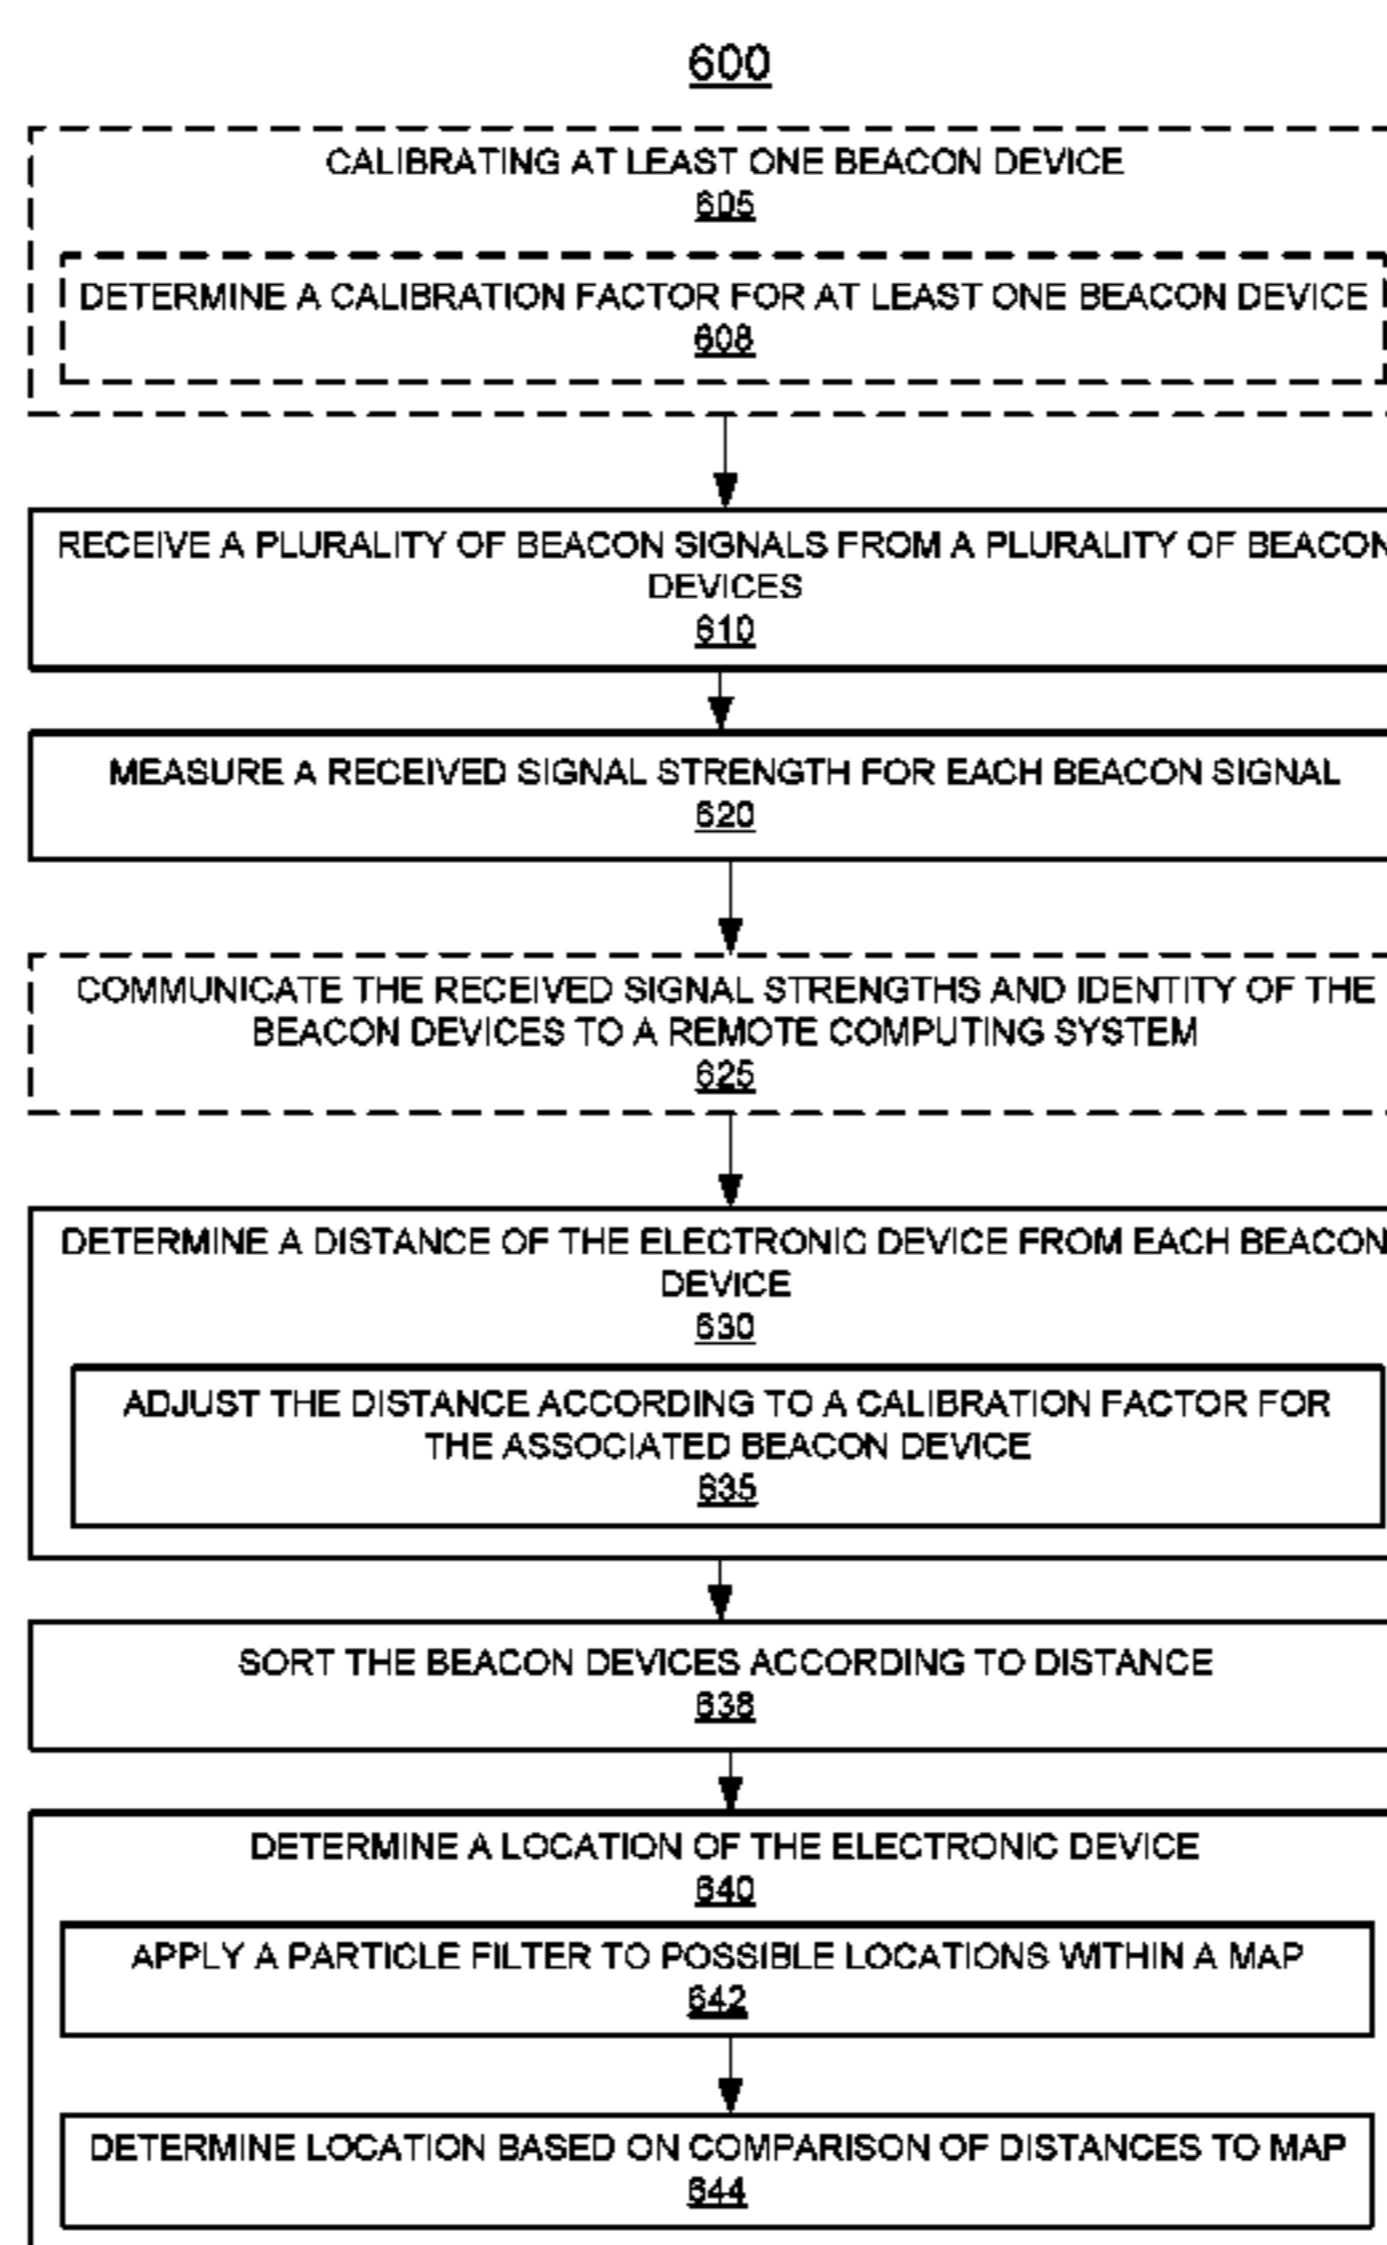 600
CALIBRATING AT LEAST ONE BEACON DEVICE
605
DETERMINE A CALIBRATION FACTOR FOR AT LEAST ONE BEACON DEVICE
608
RECEIVE A PLURALITY OF BEACON SIGNALS FROM A PLURALITY OF BEACON
DEVICES
610
MEASURE A RECEIVED SIGNAL STRENGTH FOR EACH BEACON SIGNAL
620
COMMUNICATE THE RECEIVED SIGNAL STRENGTHS AND IDENTITY OF THE
BEACON DEVICES TO A REMOTE COMPUTING SYSTEM
625
DETERMINE A DISTANCE OF THE ELECTRONIC DEVICE FROM EACH BEACON
DEVICE
630
ADJUST THE DISTANCE ACCORDING TO A CALIBRATION FACTOR FOR
THE ASSOCIATED BEACON DEVICE
635
SORT THE BEACON DEVICES ACCORDING TO DISTANCE
638
DETERMINE A LOCATION OF THE ELECTRONIC DEVICE
640
APPLY A PARTICLE FILTER TO POSSIBLE LOCATIONS WITHIN A MAP
642
DETERMINE LOCATION BASED ON COMPARISON OF DISTANCES TO MAP
644